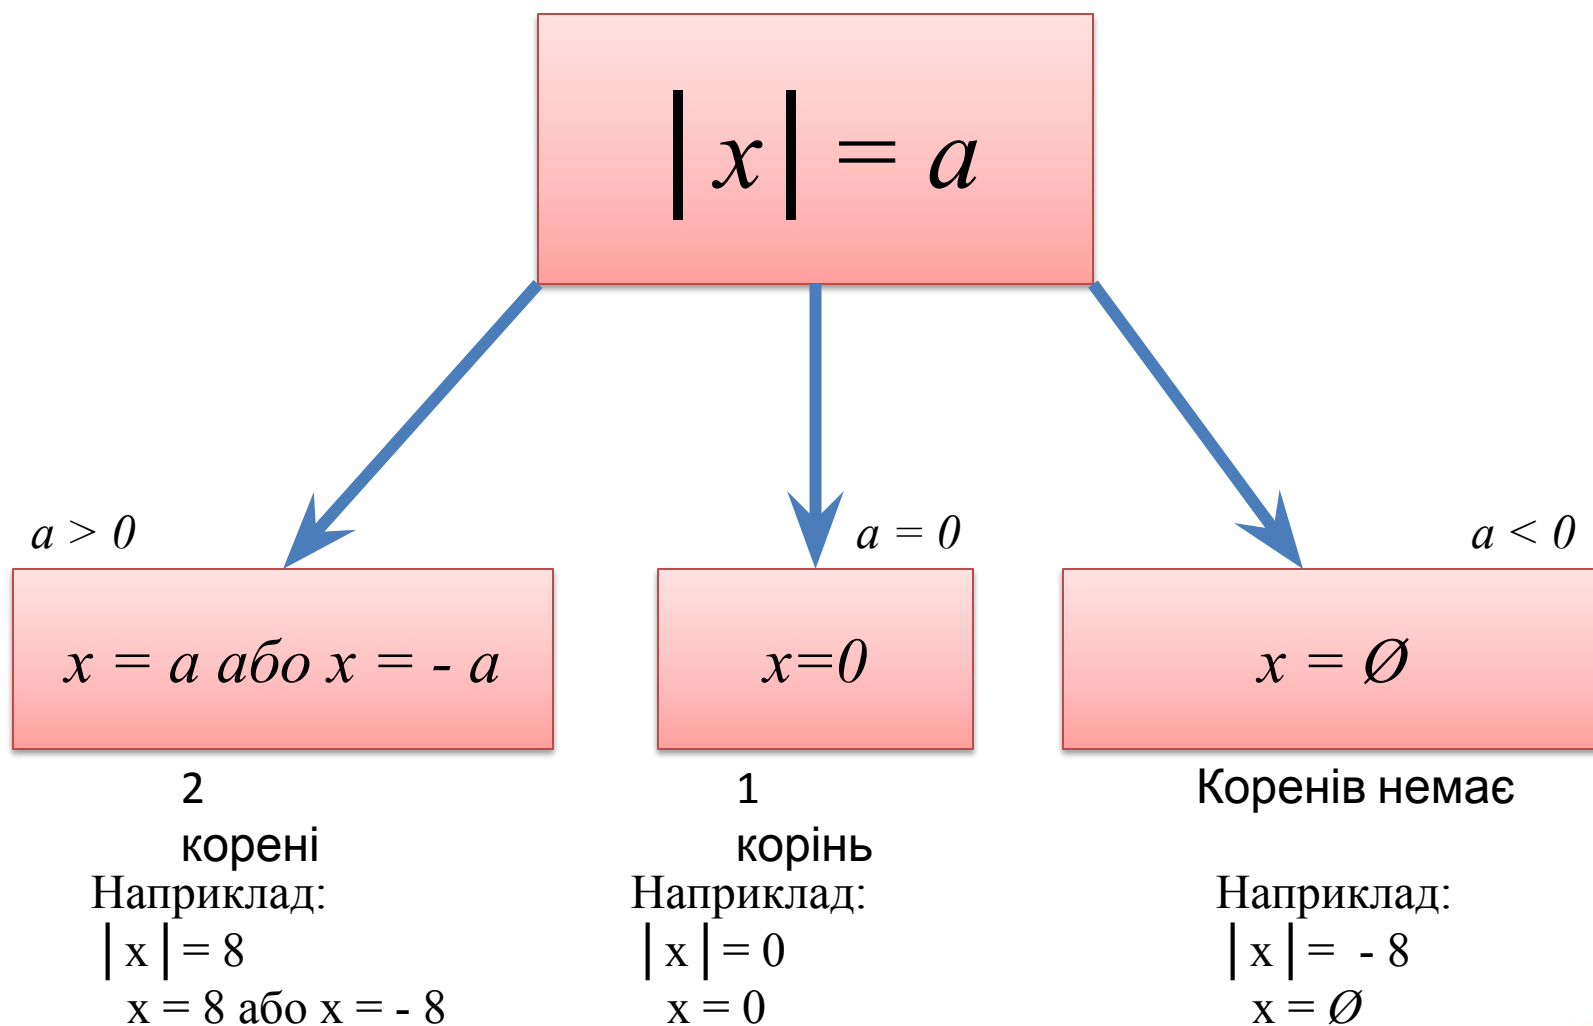 |x| = a
a > 0
a = 0
a < 0
x = a або x = - a
x=0
x = Ø
2
корені
1
корінь
Коренів немає
Наприклад:
|x|= 8
x = 8 або x = - 8
Наприклад:
|x|= 0
x = 0
Наприклад:
|x|=  - 8
x = Ø